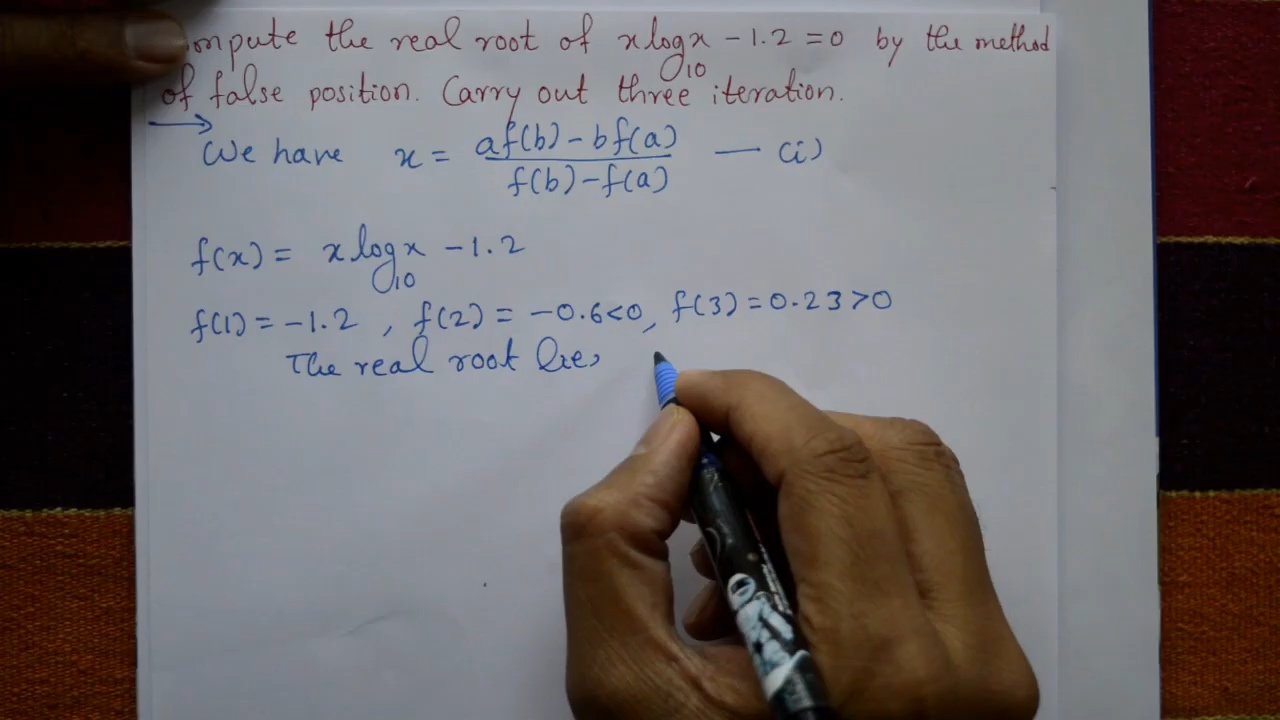 ompute the real root of x log₁₀ x - 1.2 = 0 by the method
of false position. Carry out three iteration.
We have x = af(b) - bf(a) / f(b) - f(a) — (i)
f(x) = x log₁₀ x - 1.2
f(1) = -1.2 , f(2) = -0.6<0, f(3) = 0.23>0
The real root lies